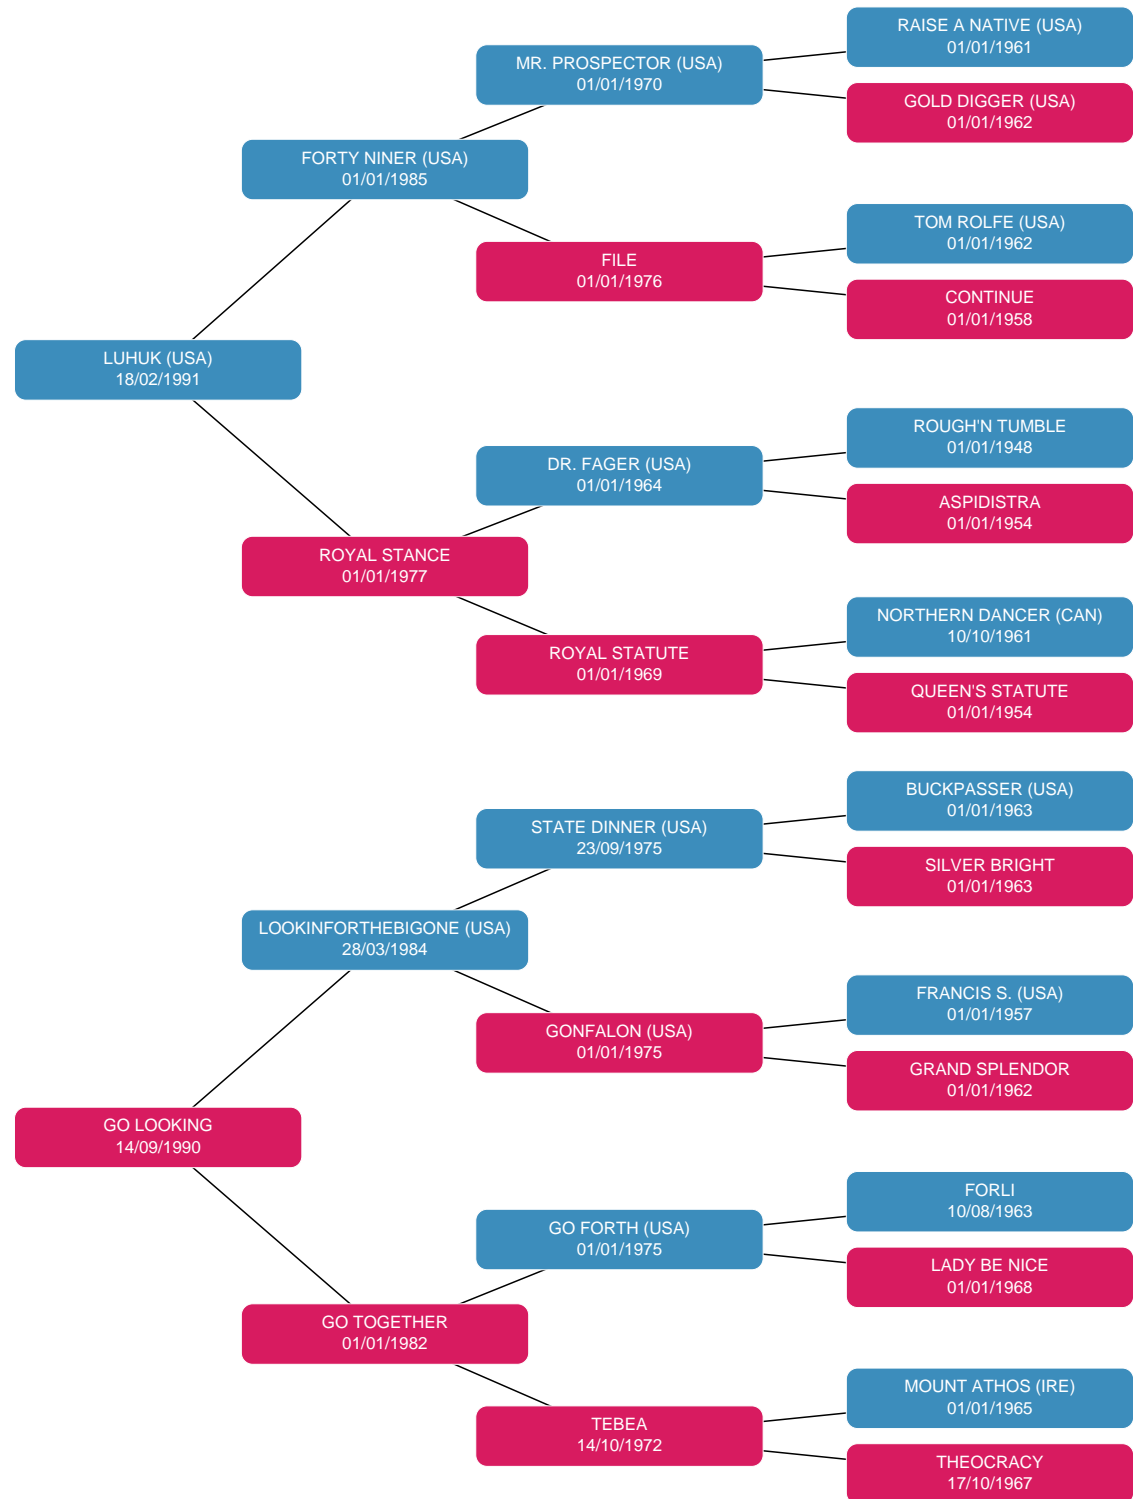 RAISE A NATIVE (USA)
01/01/1961
MR. PROSPECTOR (USA)
01/01/1970
GOLD DIGGER (USA)
01/01/1962
FORTY NINER (USA)
01/01/1985
TOM ROLFE (USA)
01/01/1962
FILE
01/01/1976
CONTINUE
01/01/1958
LUHUK (USA)
18/02/1991
ROUGH'N TUMBLE
01/01/1948
DR. FAGER (USA)
01/01/1964
ASPIDISTRA
01/01/1954
ROYAL STANCE
01/01/1977
NORTHERN DANCER (CAN)
10/10/1961
ROYAL STATUTE
01/01/1969
QUEEN'S STATUTE
01/01/1954
BUCKPASSER (USA)
01/01/1963
STATE DINNER (USA)
23/09/1975
SILVER BRIGHT
01/01/1963
LOOKINFORTHEBIGONE (USA)
28/03/1984
FRANCIS S. (USA)
01/01/1957
GONFALON (USA)
01/01/1975
GRAND SPLENDOR
01/01/1962
GO LOOKING
14/09/1990
FORLI
10/08/1963
GO FORTH (USA)
01/01/1975
LADY BE NICE
01/01/1968
GO TOGETHER
01/01/1982
MOUNT ATHOS (IRE)
01/01/1965
TEBEA
14/10/1972
THEOCRACY
17/10/1967